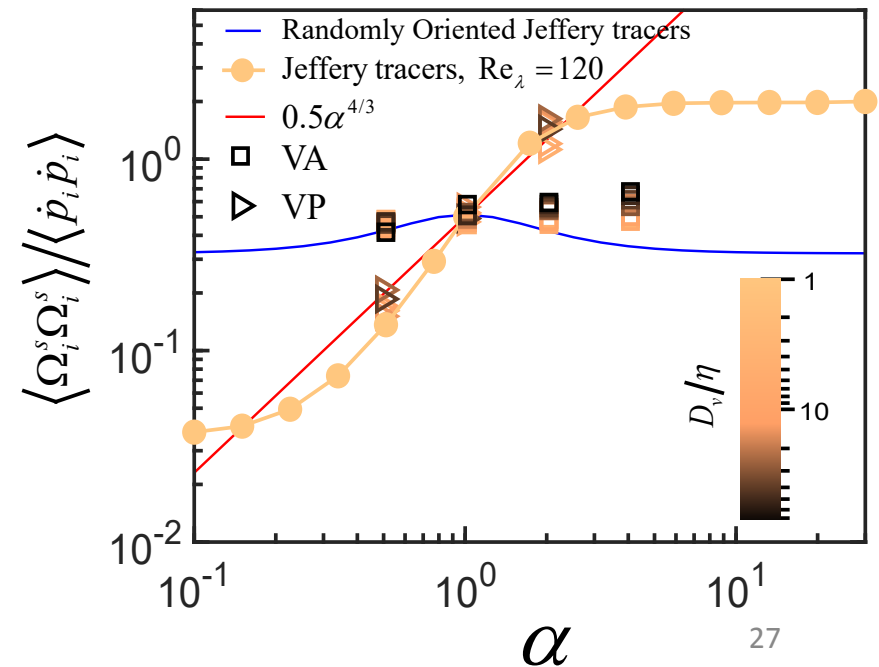 Randomly Oriented Jeffery tracers
Jeffery tracers, Re_λ = 120
0.5α^{4/3}
VA
VP
⟨Ω_i^s Ω_i^s⟩/⟨ṗ_i ṗ_i⟩
10^0
10^{-1}
10^{-2}
10^{-1}
10^0
10^1
α
D_v/η
1
10
27